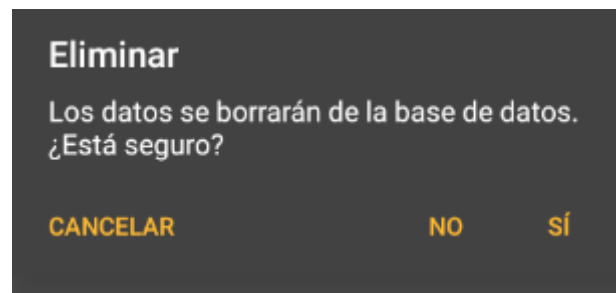 Eliminar
Los datos se borrarán de la base de datos.
¿Está seguro?
CANCELAR NO SÍ